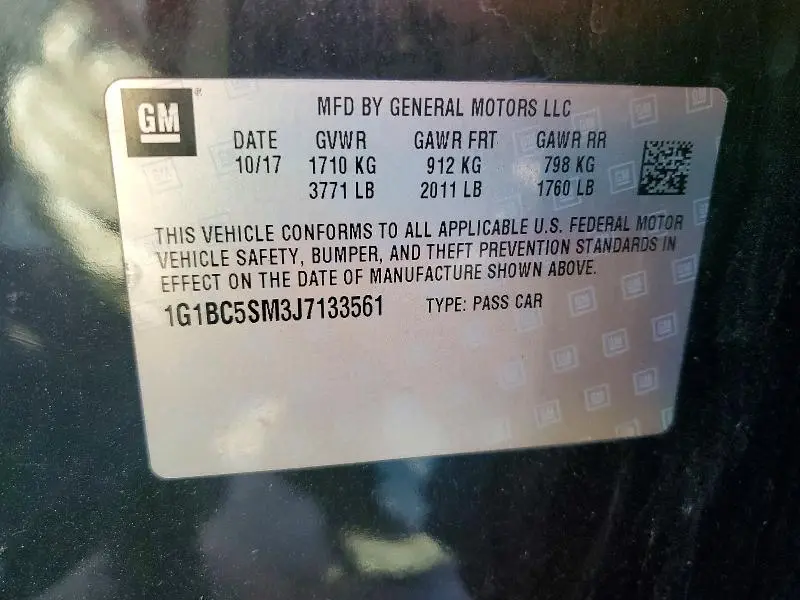 GM
MFD BY GENERAL MOTORS LLC
DATE GVWR GAWR FRT GAWR RR
10/17 1710 KG 912 KG 798 KG
3771 LB 2011 LB 1760 LB
THIS VEHICLE CONFORMS TO ALL APPLICABLE U.S. FEDERAL MOTOR
VEHICLE SAFETY, BUMPER, AND THEFT PREVENTION STANDARDS IN
EFFECT ON THE DATE OF MANUFACTURE SHOWN ABOVE.
1G1BC5SM3J7133561 TYPE: PASS CAR